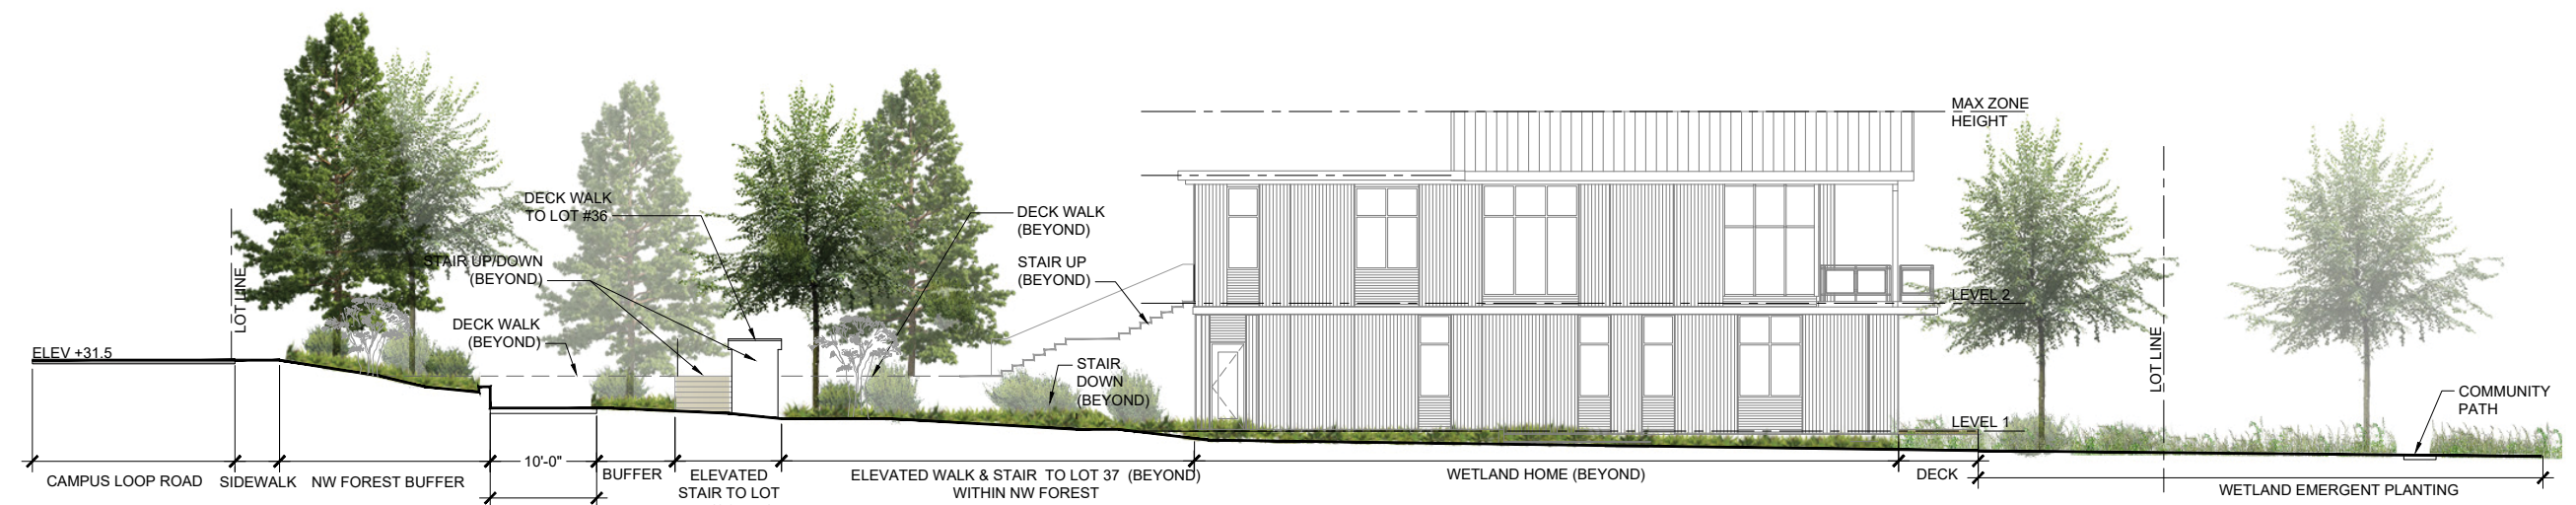 MAX ZONE
HEIGHT
DECK WALK
TO LOT #36
DECK WALK
(BEYOND)
STAIR UP/DOWN
(BEYOND)
STAIR UP
(BEYOND)
LOT LINE
LEVEL 2
DECK WALK
(BEYOND)
ELEV +31.5
STAIR
DOWN
(BEYOND)
LOT LINE
COMMUNITY
PATH
LEVEL 1
10'-0"
CAMPUS LOOP ROAD
SIDEWALK
NW FOREST BUFFER
BUFFER
ELEVATED
STAIR TO LOT
ELEVATED WALK & STAIR TO LOT 37 (BEYOND)
WITHIN NW FOREST
WETLAND HOME (BEYOND)
DECK
WETLAND EMERGENT PLANTING